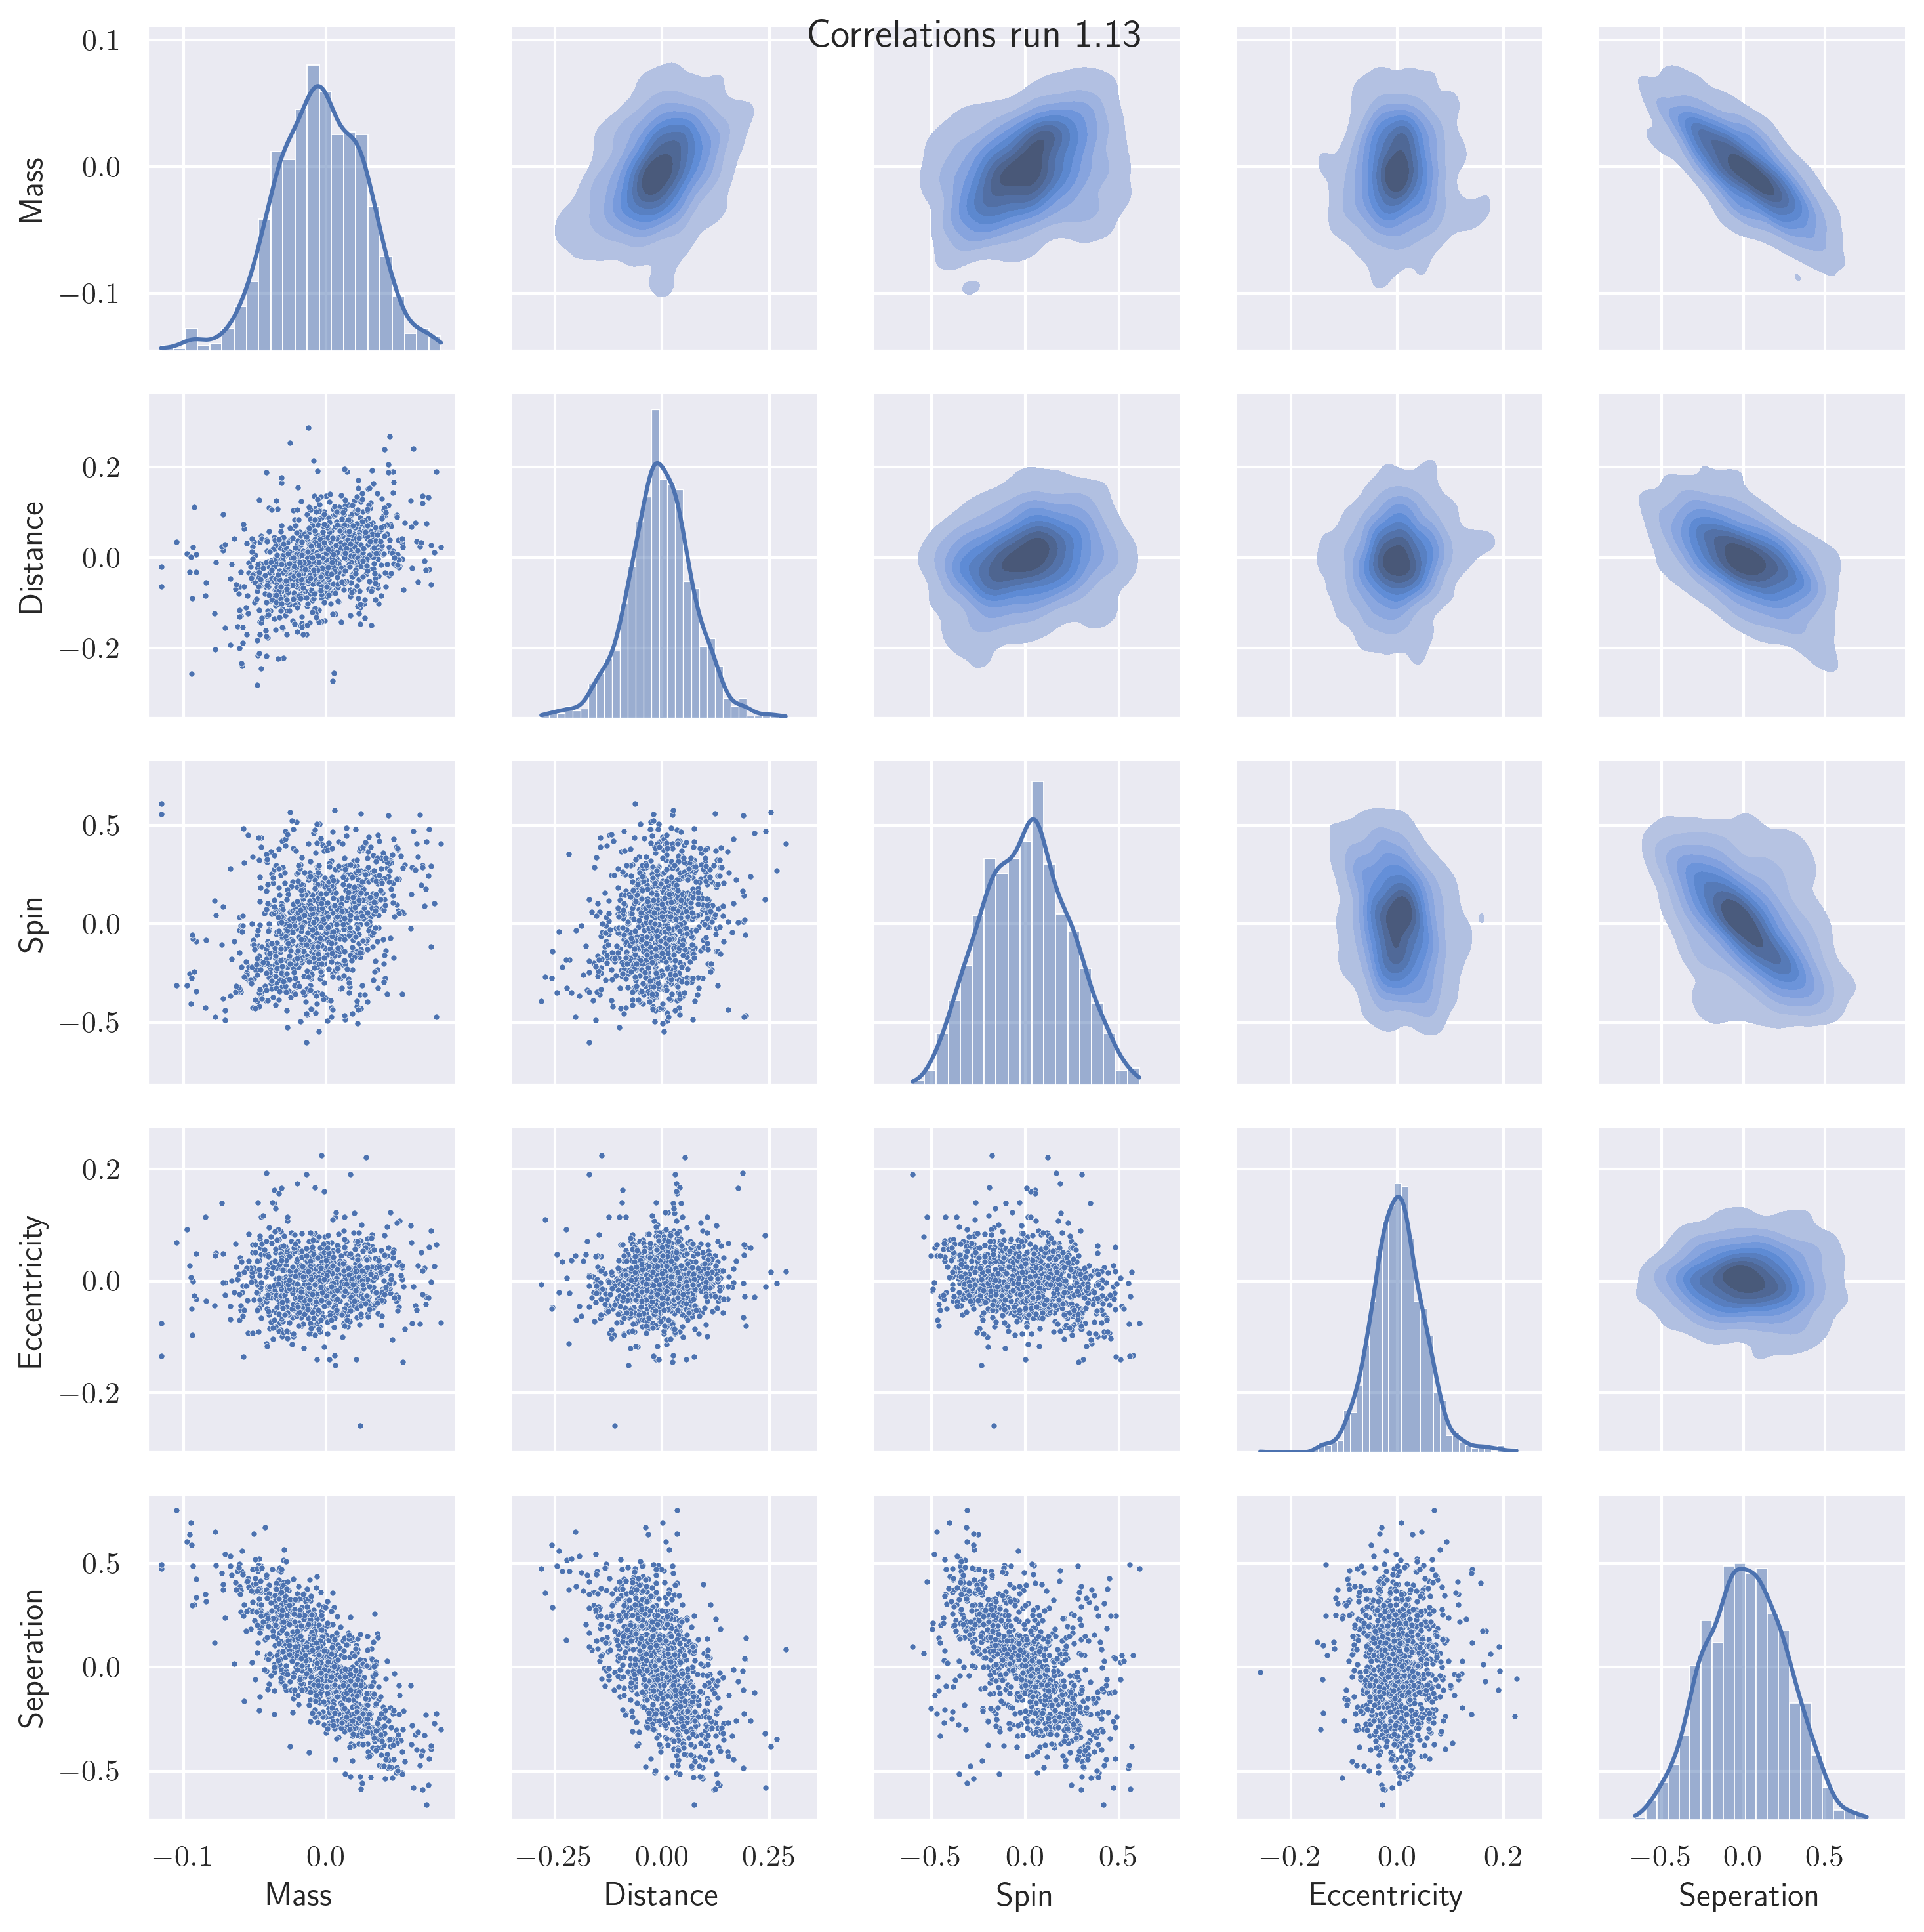 Correlations run 1.13
0.1
0.0
−0.1
Mass
0.2
0.0
−0.2
Distance
0.5
0.0
−0.5
Spin
0.2
0.0
−0.2
Eccentricity
0.5
0.0
−0.5
Seperation
−0.1 0.0 −0.25 0.00 0.25 −0.5 0.0 0.5 −0.2 0.0 0.2 −0.5 0.0 0.5
Mass Distance Spin Eccentricity Seperation